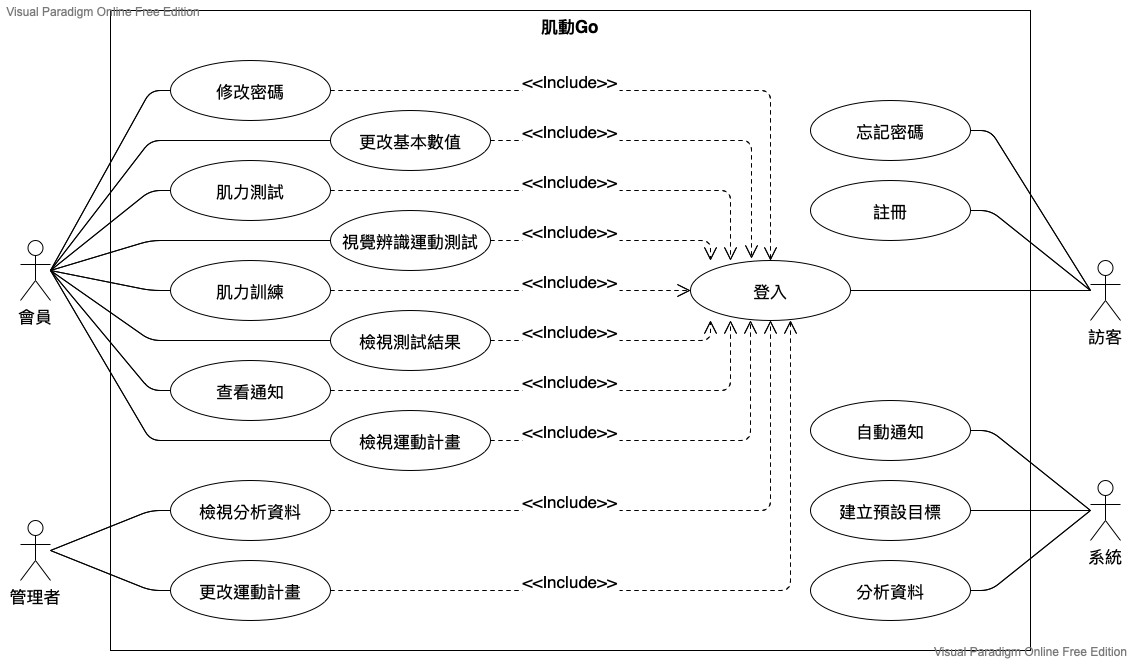 Visual Paradigm Online Free Edition
肌動Go
修改密碼
<<Include>>
更改基本數值
<<Include>>
忘記密碼
肌力測試
<<Include>>
註冊
視覺辨識運動測試
<<Include>>
肌力訓練
<<Include>>
登入
會員
訪客
檢視測試結果
<<Include>>
查看通知
<<Include>>
檢視運動計畫
<<Include>>
自動通知
檢視分析資料
<<Include>>
建立預設目標
系統
管理者
更改運動計畫
<<Include>>
分析資料
Visual Paradigm Online Free Edition